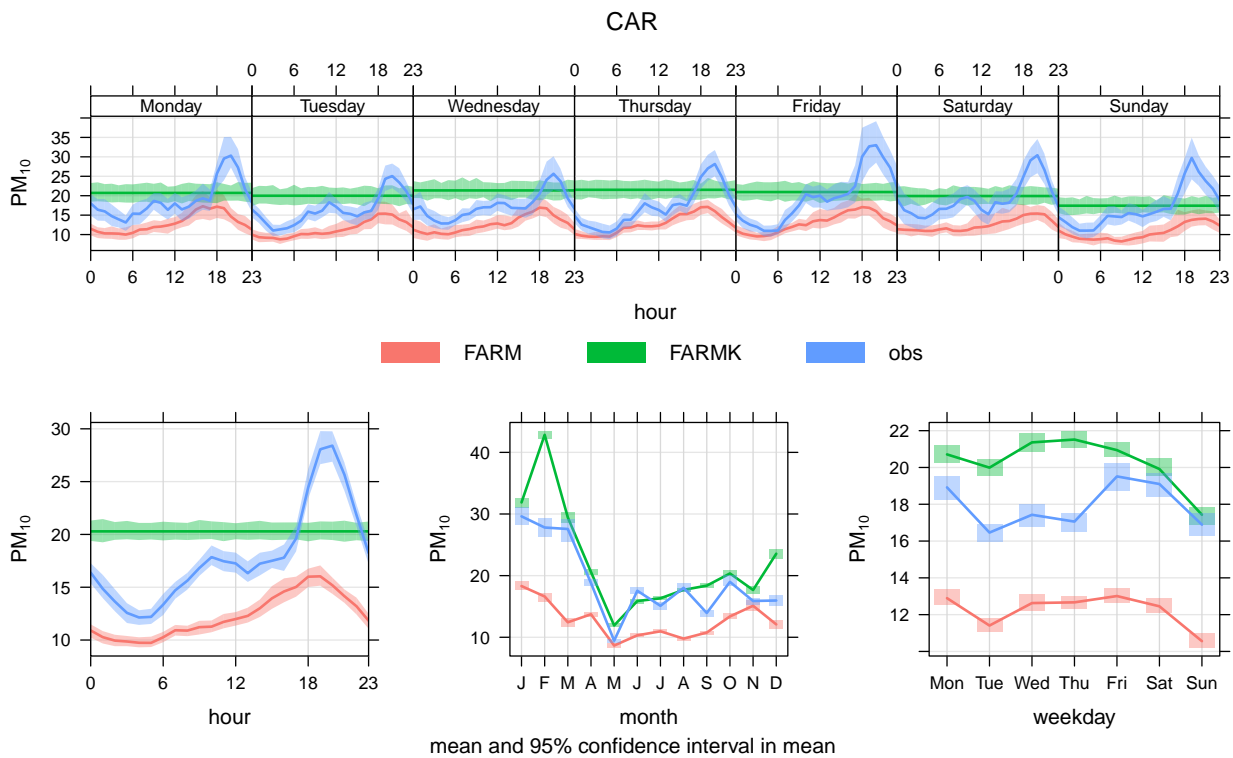 CAR
0 6 12 18 23 0 6 12 18 23 0 6 12 18 23
Monday Tuesday Wednesday Thursday Friday Saturday Sunday
PM10
35
30
25
20
15
10
0 6 12 18 23 0 6 12 18 23 0 6 12 18 23 0 6 12 18 23
hour
FARM FARMK obs
PM10
30
25
20
15
10
0 6 12 18 23
hour
PM10
40
30
20
10
J F M A M J J A S O N D
month
PM10
22
20
18
16
14
12
Mon Tue Wed Thu Fri Sat Sun
weekday
mean and 95% confidence interval in mean